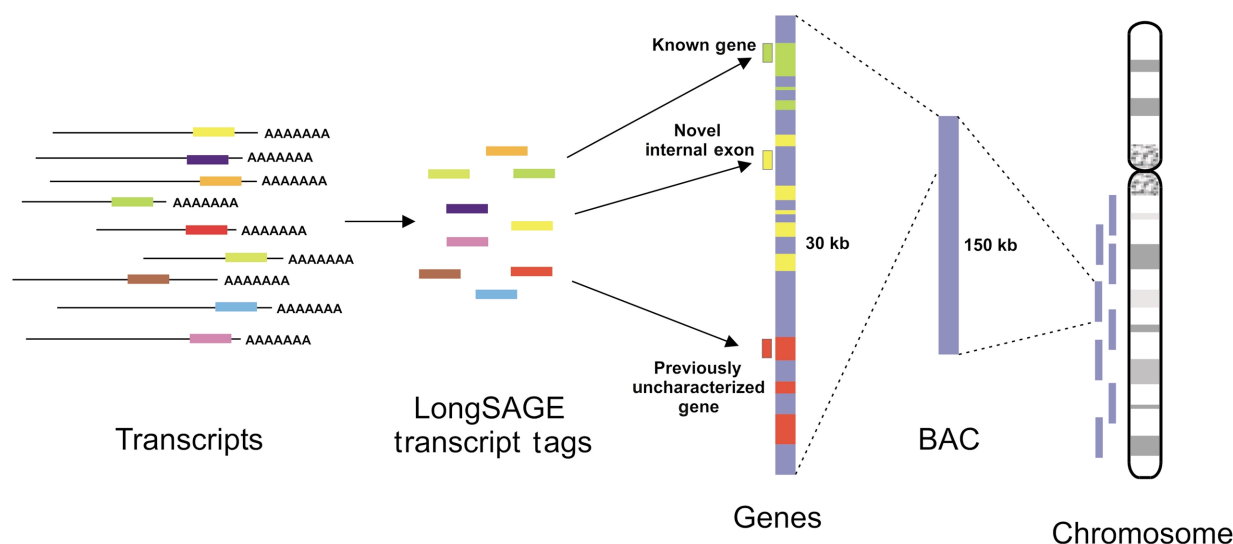 Known gene
Novel
internal exon
AAAAAAA
AAAAAAA
AAAAAAA
AAAAAAA
AAAAAAA
AAAAAAA
AAAAAAA
AAAAAAA
AAAAAAA
30 kb
150 kb
Previously
uncharacterized
gene
Transcripts
LongSAGE
transcript tags
BAC
Genes
Chromosome